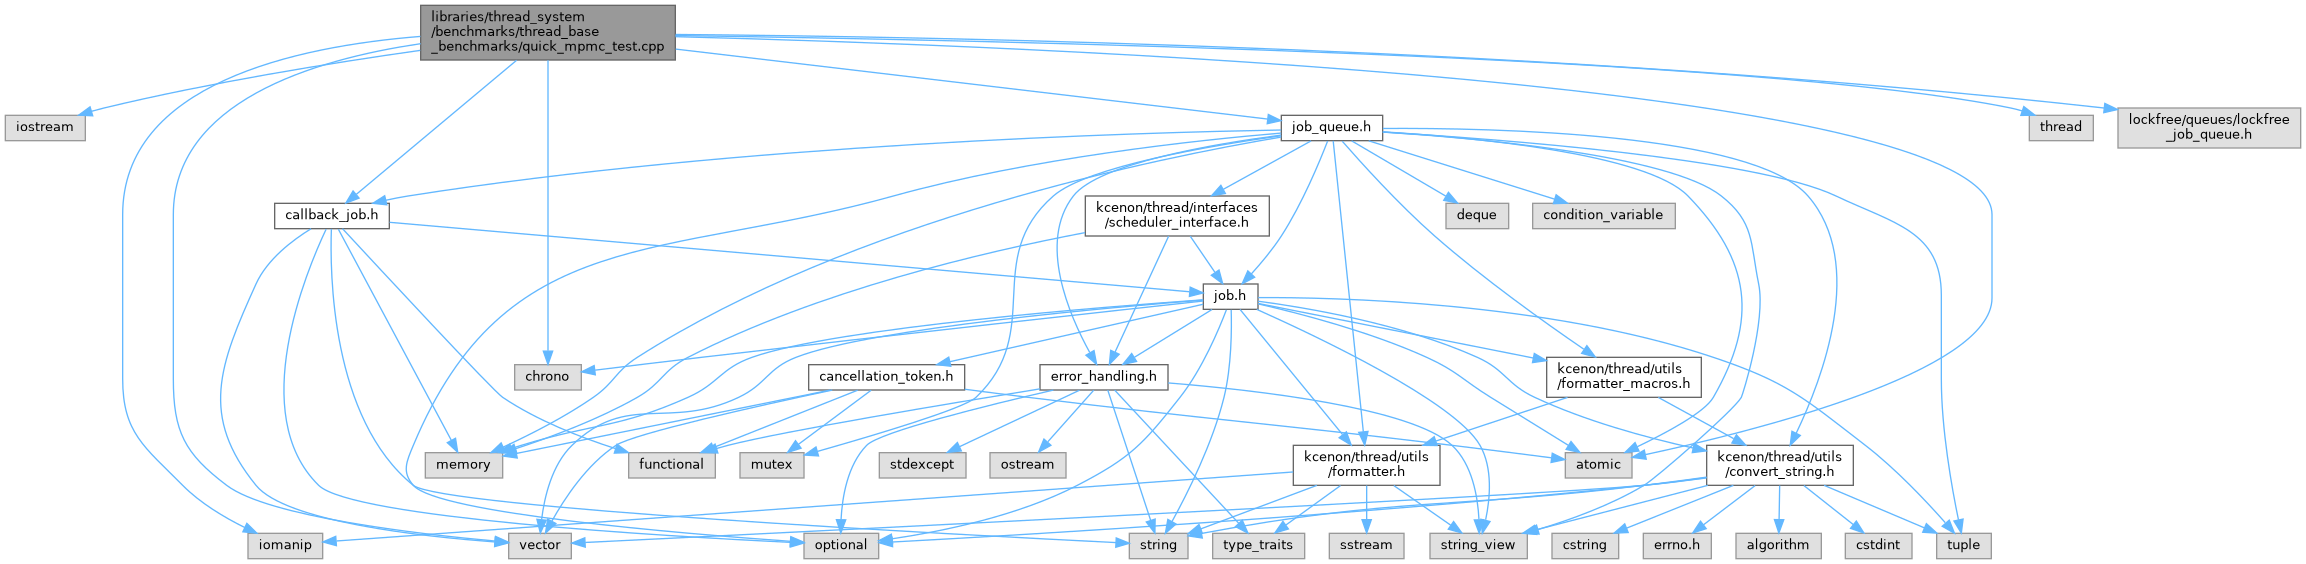 libraries/thread_system
/benchmarks/thread_base
_benchmarks/quick_mpmc_test.cpp
iostream
job_queue.h
thread
lockfree/queues/lockfree
_job_queue.h
callback_job.h
kcenon/thread/interfaces
/scheduler_interface.h
deque
condition_variable
job.h
chrono
cancellation_token.h
error_handling.h
kcenon/thread/utils
/formatter_macros.h
memory
functional
mutex
stdexcept
ostream
kcenon/thread/utils
/formatter.h
atomic
kcenon/thread/utils
/convert_string.h
iomanip
vector
optional
string
type_traits
sstream
string_view
cstring
errno.h
algorithm
cstdint
tuple